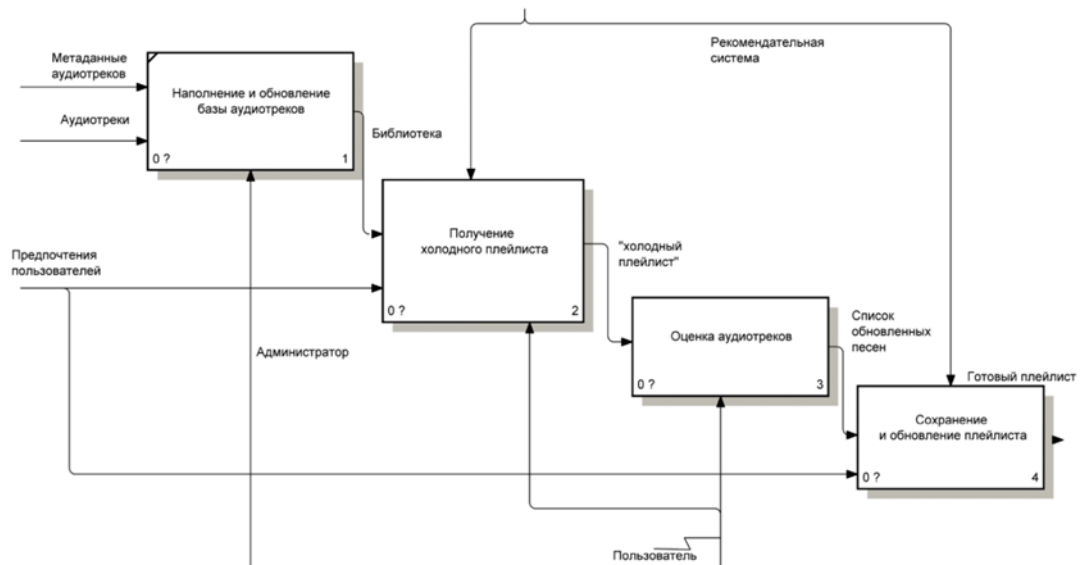 Рекомендательная
система
Метаданные
аудиотреков
Наполнение и обновление
базы аудиотреков
Аудиотреки
0 ?
1
Библиотека
Получение
холодного плейлиста
0 ?
2
"холодный
плейлист"
Предпочтения
пользователей
Администратор
Оценка аудиотреков
0 ?
3
Список
обновленных
песен
Готовый плейлист
Сохранение
и обновление плейлиста
0 ?
4
Пользователь